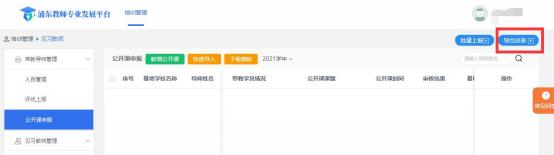 浦东教师专业发展平台 培训管理
培训管理 > 见习教师 批量上报 导出总表
带教导师管理 公开课申报 新增公开课 快速导入 下载模板 2021学年
人员管理 序号 基地学校名称 导师姓名 带教学员情况 公开课课题 公开课时间 审核结果 操作
评优上报
公开课申报
见习教师管理
常见问题